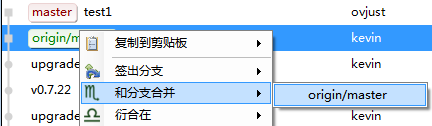 master test1 ovjust
origin/m kevin
复制到剪贴板
upgrade kevin
签出分支
v0.7.22 kevin
和分支合并 origin/master
upgrade kevin
衍合在